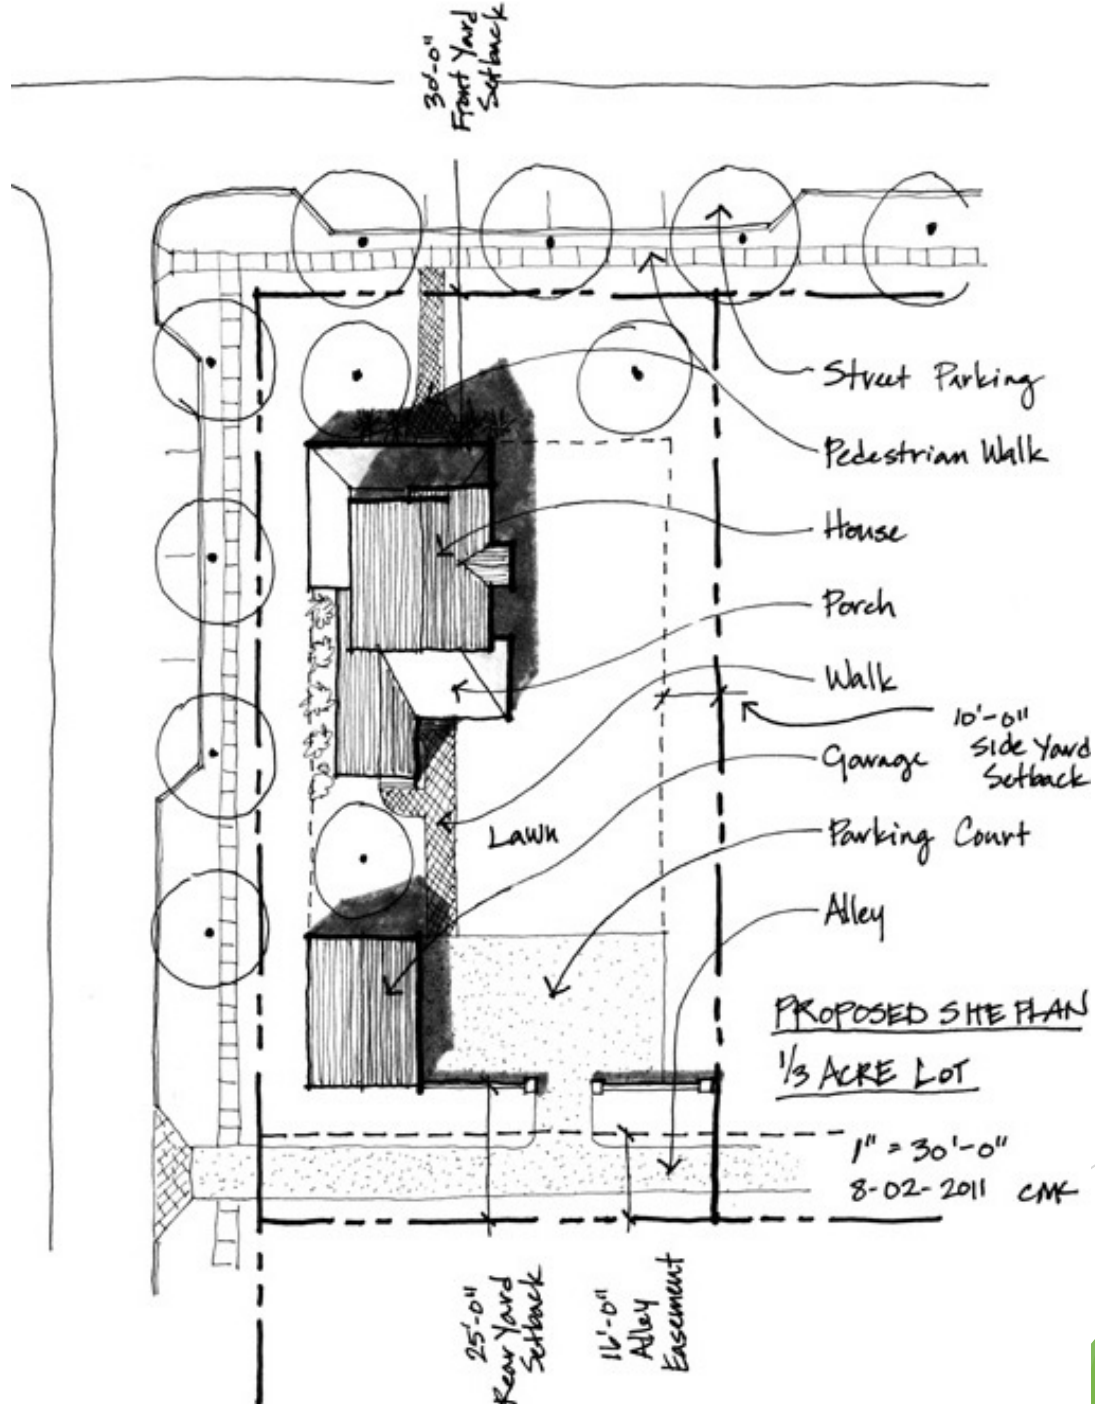 30'-0"
Front Yard
Setback
Street Parking
Pedestrian Walk
House
Porch
Walk
10'-0"
Side Yard
Setback
Garage
Lawn
Parking Court
Alley
PROPOSED SITE PLAN
1/3 ACRE LOT
1" = 30'-0"
8-02-2011 CMK
25'-0"
Rear Yard
Setback
16'-0"
Alley
Easement